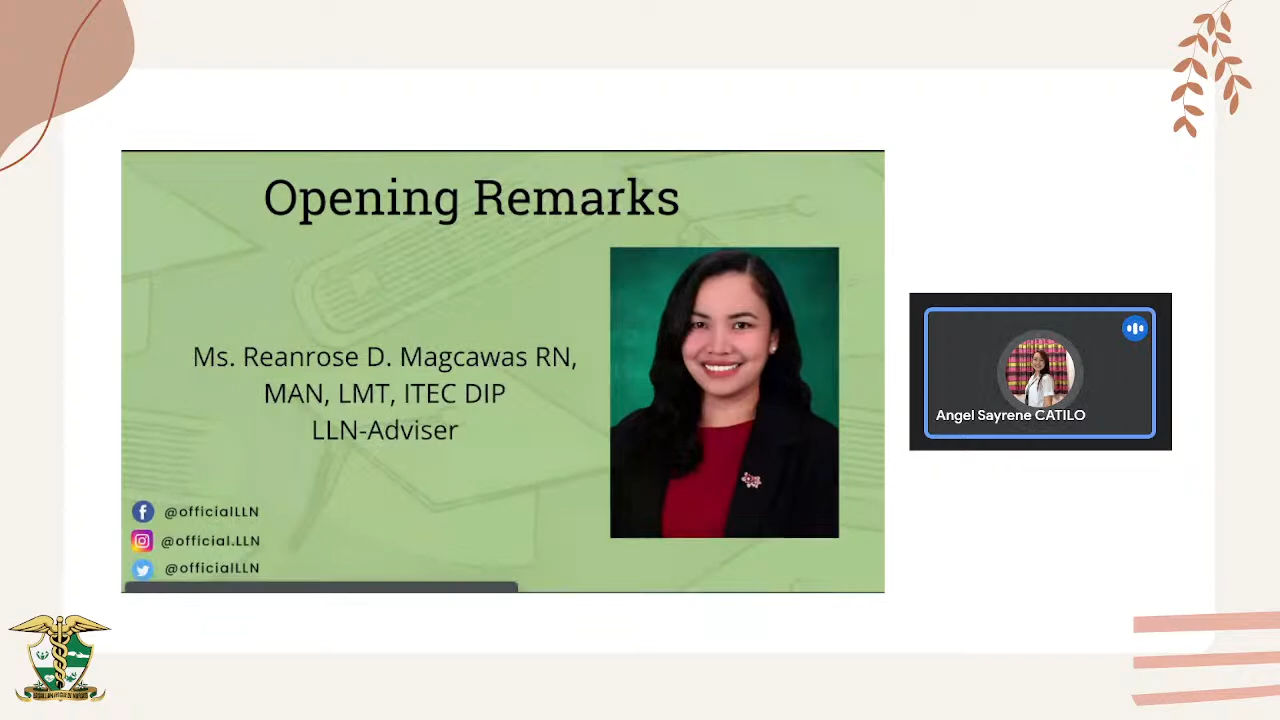 Opening Remarks
Ms. Reanrose D. Magcawas RN,
MAN, LMT, ITEC DIP
LLN-Adviser
@officialLLN
@official.LLN
@officialLLN
Angel Sayrene CATILO